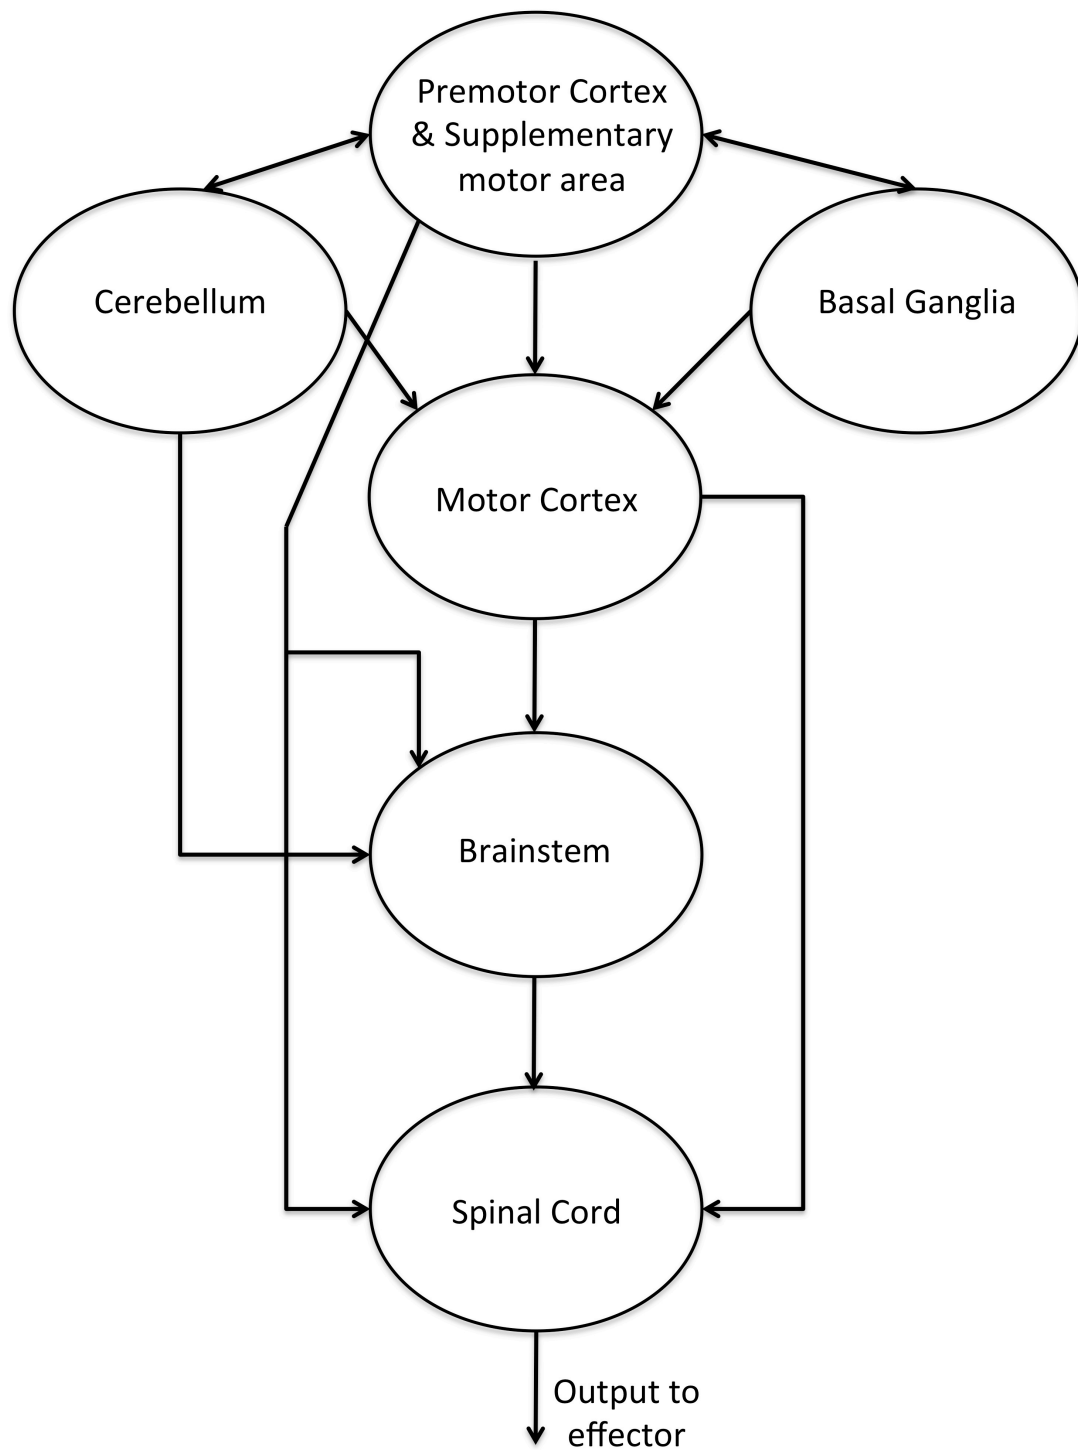 Premotor Cortex
& Supplementary
motor area
Cerebellum
Basal Ganglia
Motor Cortex
Brainstem
Spinal Cord
Output to
effector